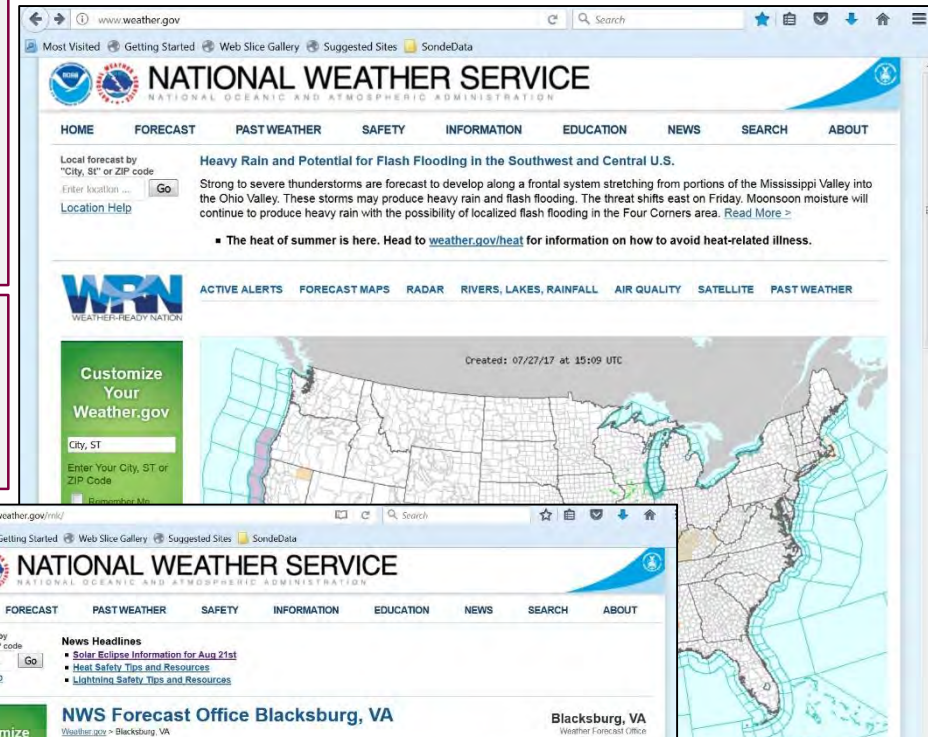 www.weather.gov
Search
Most Visited Getting Started Web Slice Gallery Suggested Sites SondeData
NOAA
NATIONAL WEATHER SERVICE
NATIONAL OCEANIC AND ATMOSPHERIC ADMINISTRATION
HOME FORECAST PAST WEATHER SAFETY INFORMATION EDUCATION NEWS SEARCH ABOUT
Local forecast by
"City, St" or ZIP code
Enter location ...
Go
Location Help
Heavy Rain and Potential for Flash Flooding in the Southwest and Central U.S.
Strong to severe thunderstorms are forecast to develop along a frontal system stretching from portions of the Mississippi Valley into
the Ohio Valley. These storms may produce heavy rain and flash flooding. The threat shifts east on Friday. Moonsoon moisture will
continue to produce heavy rain with the possibility of localized flash flooding in the Four Corners area. Read More >
The heat of summer is here. Head to weather.gov/heat for information on how to avoid heat-related illness.
WRN
WEATHER-READY NATION
ACTIVE ALERTS FORECAST MAPS RADAR RIVERS, LAKES, RAINFALL AIR QUALITY SATELLITE PAST WEATHER
Customize
Your
Weather.gov
City, ST
Enter Your City, ST or
ZIP Code
Remember Me
Created: 07/27/17 at 15:09 UTC
weather.gov/rnk/
Search
Getting Started Web Slice Gallery Suggested Sites SondeData
NATIONAL WEATHER SERVICE
NATIONAL OCEANIC AND ATMOSPHERIC ADMINISTRATION
FORECAST PAST WEATHER SAFETY INFORMATION EDUCATION NEWS SEARCH ABOUT
by
code
Go
News Headlines
Solar Eclipse Information for Aug 21st
Heat Safety Tips and Resources
Lightning Safety Tips and Resources
mize
NWS Forecast Office Blacksburg, VA
Weather.gov > Blacksburg, VA
Blacksburg, VA
Weather Forecast Office